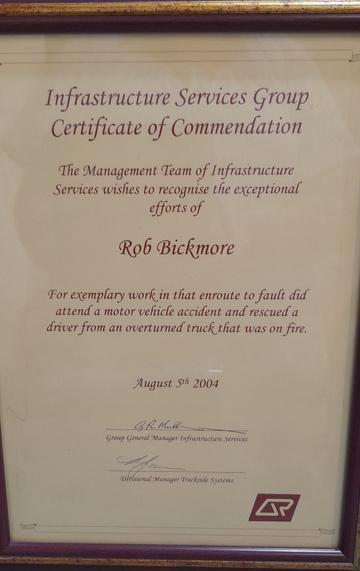 Infrastructure Services Group
Certificate of Commendation
The Management Team of Infrastructure
Services wishes to recognise the exceptional
efforts of
Rob Bickmore
For exemplary work in that enroute to fault did
attend a motor vehicle accident and rescued a
driver from an overturned truck that was on fire.
August 5th 2004
Group General Manager Infrastructure Services
Divisional Manager Trackside Systems
QR